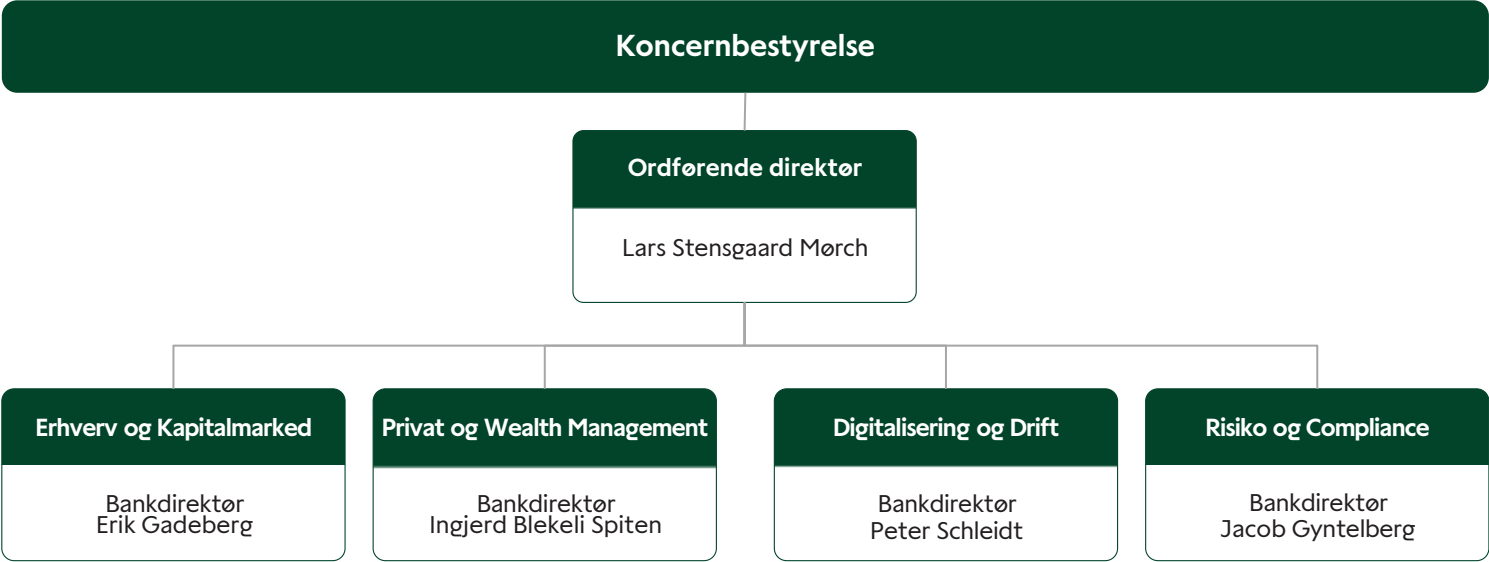 Koncernbestyrelse
Ordførende direktør
Lars Stensgaard Mørch
Erhverv og Kapitalmarked
Bankdirektør
Erik Gadeberg
Privat og Wealth Management
Bankdirektør
Ingjerd Blekeli Spiten
Digitalisering og Drift
Bankdirektør
Peter Schleidt
Risiko og Compliance
Bankdirektør
Jacob Gyntelberg